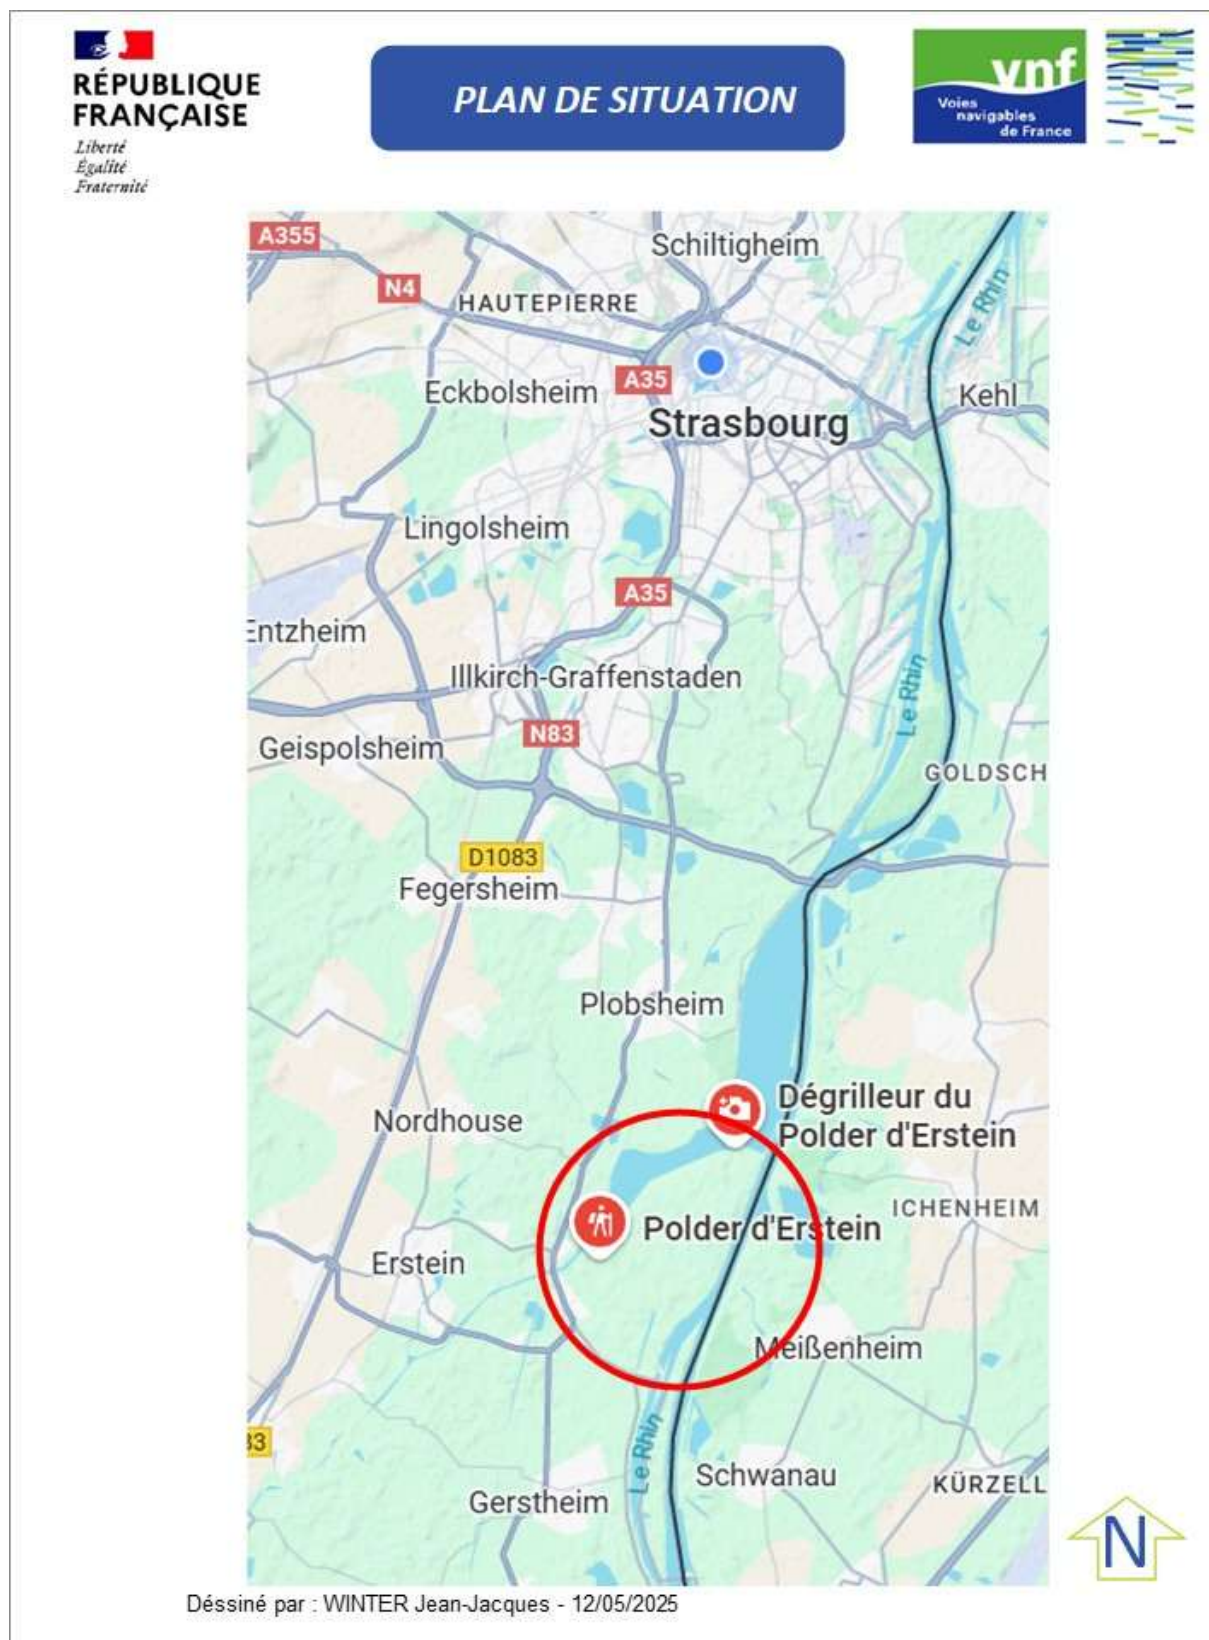 RÉPUBLIQUE
FRANÇAISE
Liberté
Égalité
Fraternité
PLAN DE SITUATION
vnf
Voies
navigables
de France
A355
Schiltigheim
Le Rhin
N4
HAUTEPIERRE
Eckbolsheim
A35
Kehl
Strasbourg
Lingolsheim
A35
Entzheim
Illkirch-Graffenstaden
Le Rhin
N83
Geispolsheim
GOLDSCH
D1083
Fegersheim
Plobsheim
Dégrilleur du
Polder d'Erstein
Nordhouse
ICHENHEIM
Polder d'Erstein
Erstein
Meißenheim
83
Le Rhin
Schwanau
KÜRZELL
Gerstheim
N
Déssiné par : WINTER Jean-Jacques - 12/05/2025